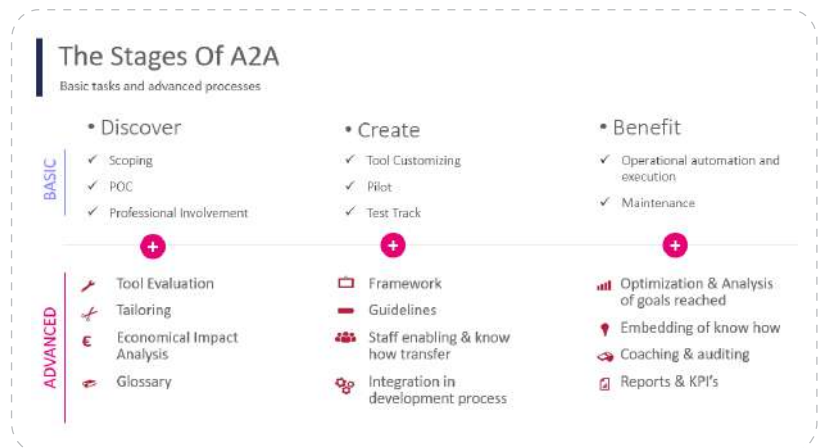 The Stages Of A2A
Basic tasks and advanced processes
• Discover
✓ Scoping
✓ POC
✓ Professional Involvement
• Create
✓ Tool Customizing
✓ Pilot
✓ Test Track
• Benefit
✓ Operational automation and
execution
✓ Maintenance
BASIC
+
+
+
ADVANCED
Tool Evaluation
Tailoring
€ Economical Impact
Analysis
Glossary
Framework
Guidelines
Staff enabling & know
how transfer
Integration in
development process
Optimization & Analysis
of goals reached
Embedding of know how
Coaching & auditing
Reports & KPI's